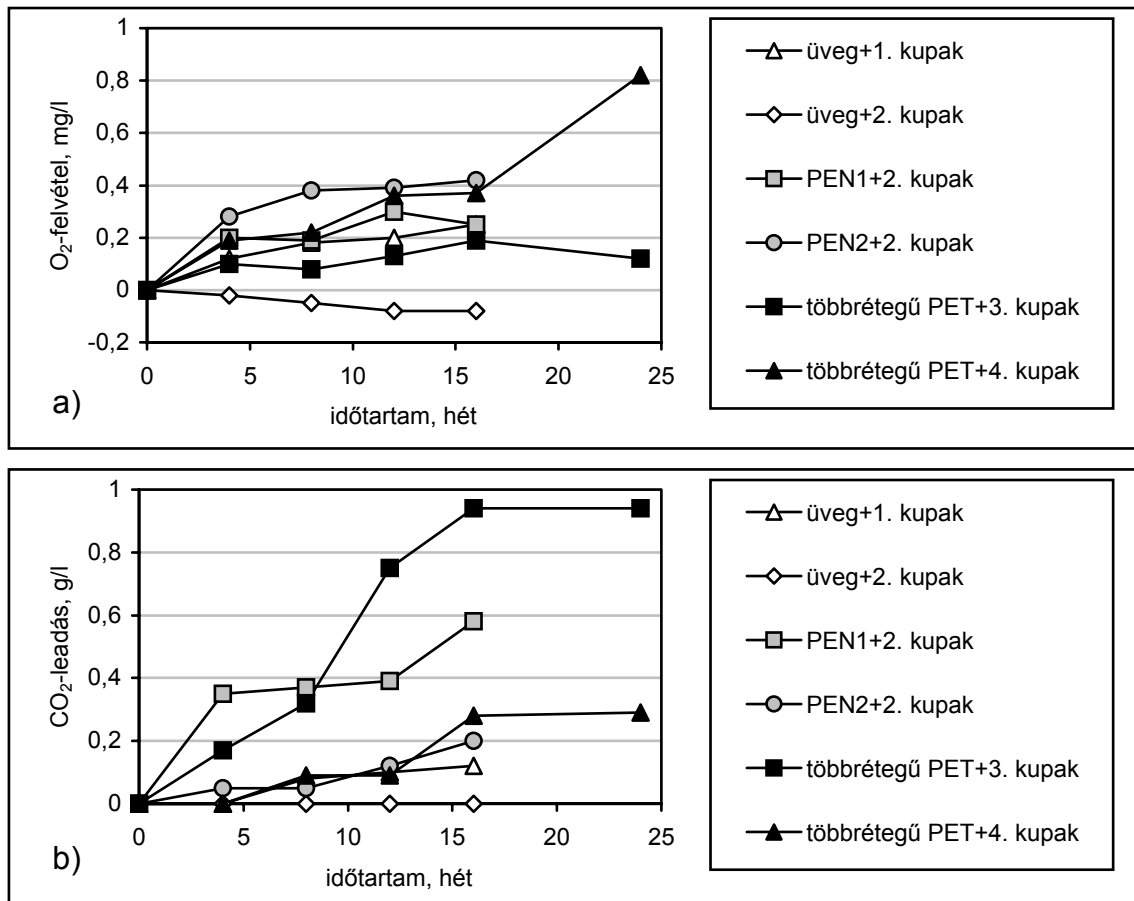 1
0,8
0,6
0,4
0,2
0
-0,2
O₂-felvétel, mg/l
0
5
10
15
20
25
időtartam, hét
a)
üveg+1. kupak
üveg+2. kupak
PEN1+2. kupak
PEN2+2. kupak
többrétegű PET+3. kupak
többrétegű PET+4. kupak
1
0,8
0,6
0,4
0,2
0
CO₂-leadás, g/l
0
5
10
15
20
25
időtartam, hét
b)
üveg+1. kupak
üveg+2. kupak
PEN1+2. kupak
PEN2+2. kupak
többrétegű PET+3. kupak
többrétegű PET+4. kupak